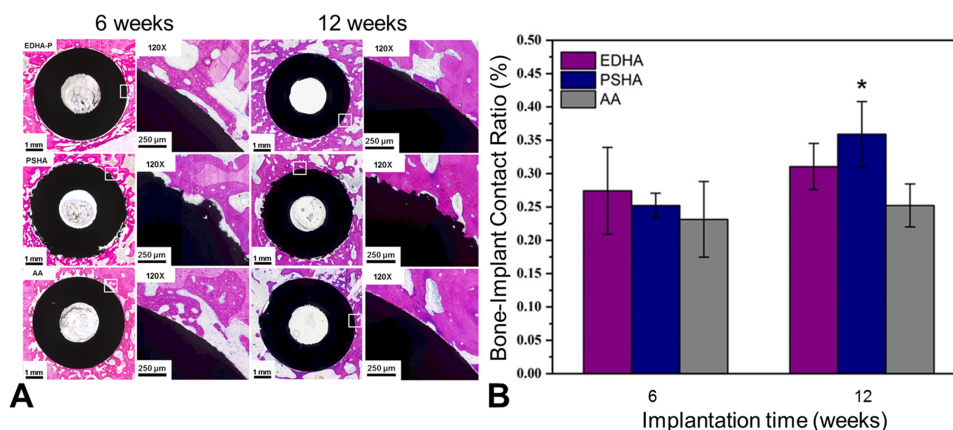 6 weeks
12 weeks
EDHA-P
120X
120X
1 mm
250 µm
1 mm
250 µm
PSHA
120X
120X
1 mm
250 µm
1 mm
250 µm
AA
120X
120X
1 mm
250 µm
1 mm
250 µm
A
Bone-Implant Contact Ratio (%)
0.50
0.45
0.40
0.35
0.30
0.25
0.20
0.15
0.10
0.05
0.00
EDHA
PSHA
AA
*
6
12
Implantation time (weeks)
B